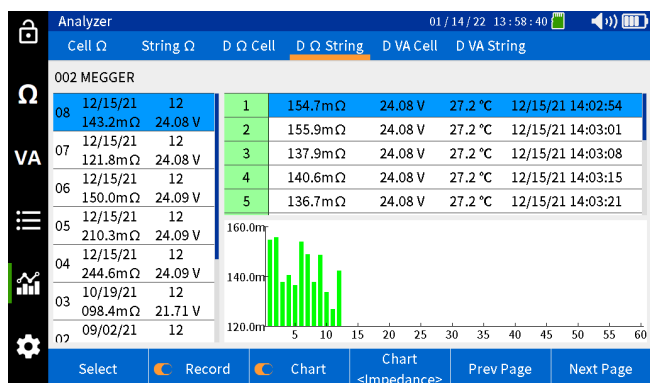 Analyzer 01/14/22 13:58:40
Cell Ω String Ω D Ω Cell D Ω String D VA Cell D VA String
002 MEGGER
Ω
VA
08 12/15/21 12
143.2mΩ 24.08 V
07 12/15/21 12
121.8mΩ 24.08 V
06 12/15/21 12
150.0mΩ 24.09 V
05 12/15/21 12
210.3mΩ 24.09 V
04 12/15/21 12
244.6mΩ 24.09 V
03 10/19/21 12
098.4mΩ 21.71 V
02 09/02/21 12
1 154.7mΩ 24.08 V 27.2 °C 12/15/21 14:02:54
2 155.9mΩ 24.08 V 27.2 °C 12/15/21 14:03:01
3 137.9mΩ 24.08 V 27.2 °C 12/15/21 14:03:08
4 140.6mΩ 24.08 V 27.2 °C 12/15/21 14:03:15
5 136.7mΩ 24.08 V 27.2 °C 12/15/21 14:03:21
160.0m
140.0m
120.0m
5 10 15 20 25 30 35 40 45 50 55 60
Select Record Chart Chart <Impedance> Prev Page Next Page